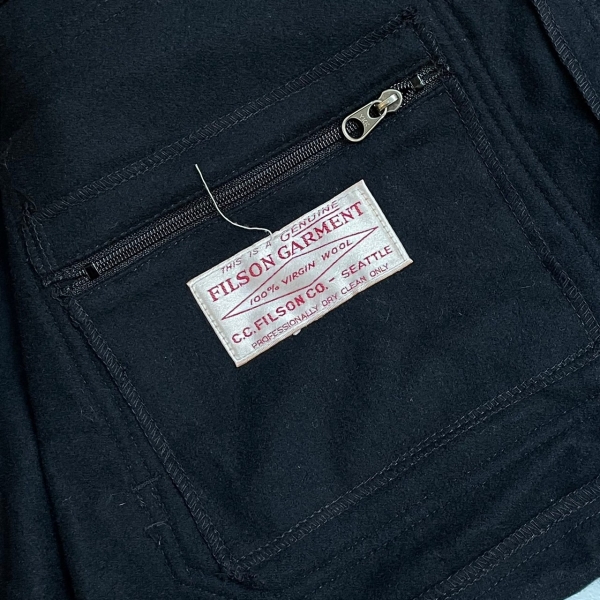 THIS IS A GENUINE
FILSON GARMENT
100% VIRGIN WOOL
C.C. FILSON CO. - SEATTLE
PROFESSIONALLY DRY CLEAN ONLY